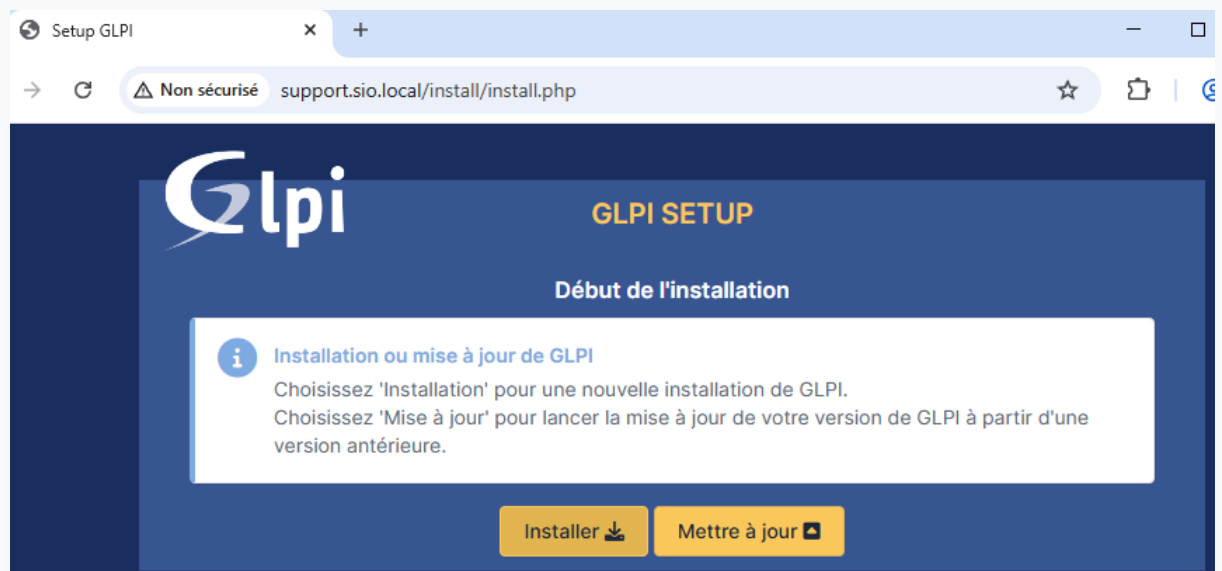 Setup GLPI
Non sécurisé support.sio.local/install/install.php
Glpi
GLPI SETUP
Début de l'installation
Installation ou mise à jour de GLPI
Choisissez 'Installation' pour une nouvelle installation de GLPI.
Choisissez 'Mise à jour' pour lancer la mise à jour de votre version de GLPI à partir d'une
version antérieure.
Installer Mettre à jour